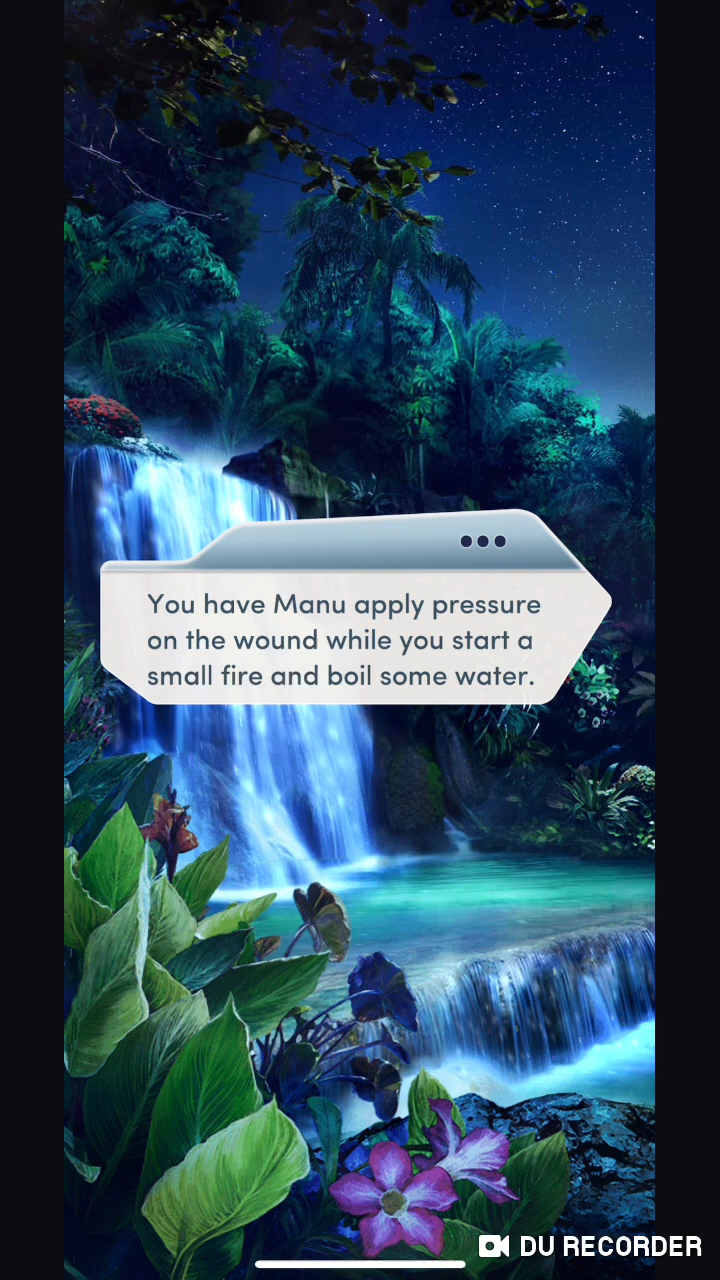 You have Manu apply pressure
on the wound while you start a
small fire and boil some water.
DU RECORDER